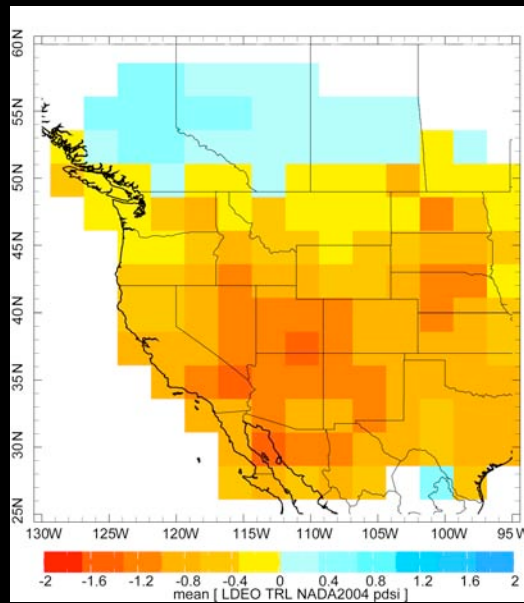 60N
55N
50N
45N
40N
35N
30N
25N
130W 125W 120W 115W 110W 105W 100W 95W
-2 -1.6 -1.2 -0.8 -0.4 0 0.4 0.8 1.2 1.6 2
mean [ LDEO TRL NADA2004 pdsi ]